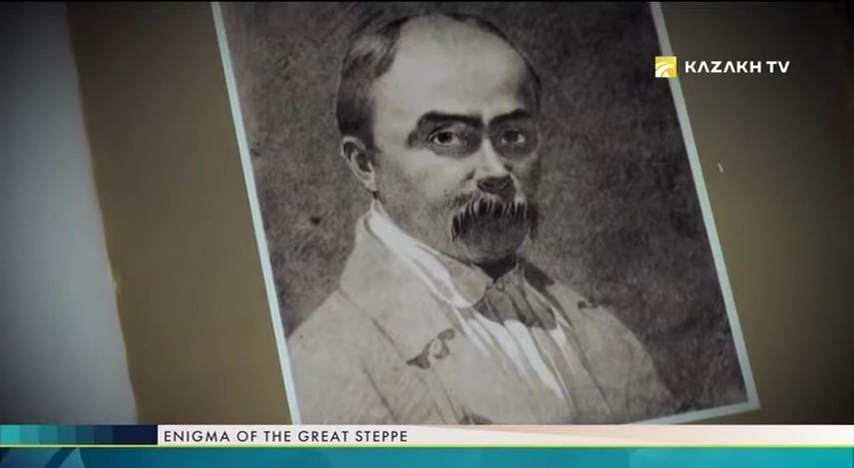 KAZAKH TV
ENIGMA OF THE GREAT STEPPE